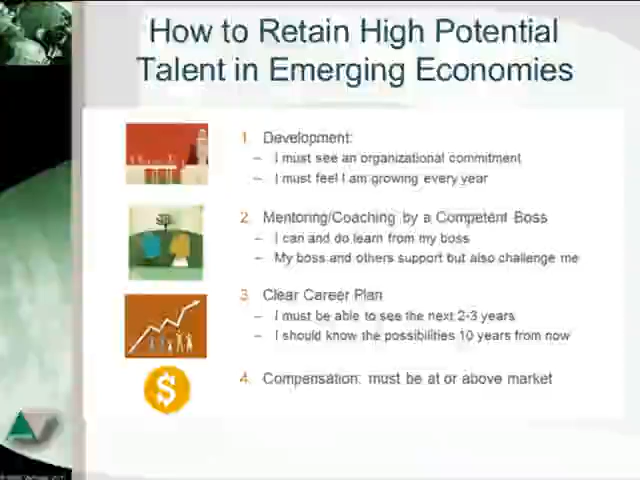 How to Retain High Potential
Talent in Emerging Economies
1. Development:
– I must see an organizational commitment
– I must feel I am growing every year
2. Mentoring/Coaching by a Competent Boss
– I can and do learn from my boss
– My boss and others support but also challenge me
3. Clear Career Plan
– I must be able to see the next 2-3 years
– I should know the possibilities 10 years from now
4. Compensation: must be at or above market
$